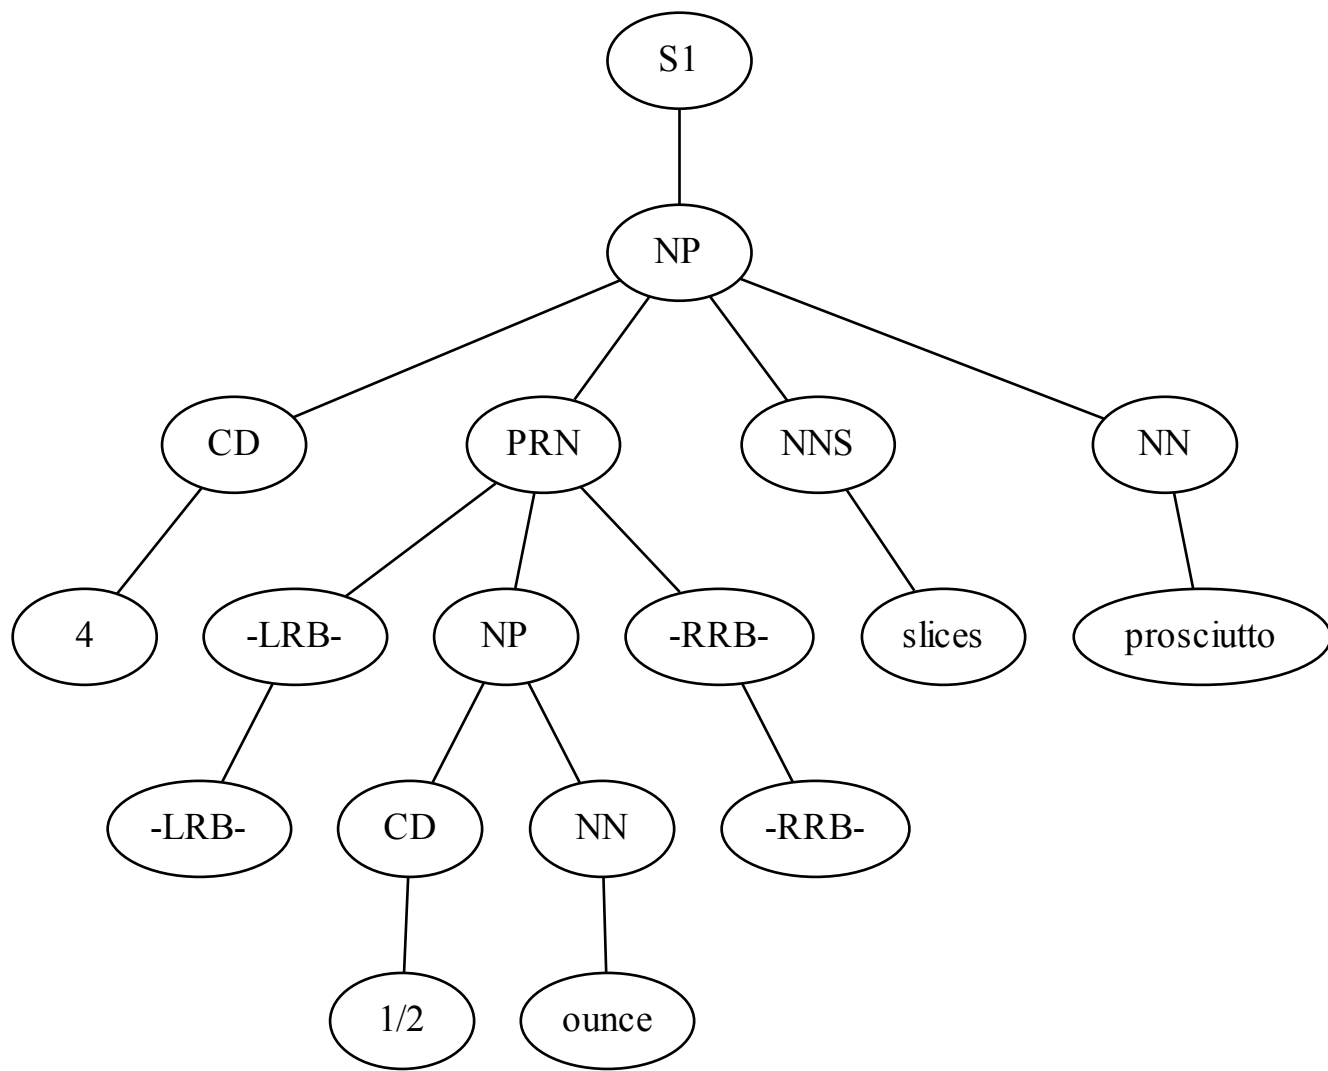 S1
NP
CD PRN NNS NN
4 -LRB- NP -RRB- slices prosciutto
-LRB- CD NN -RRB-
1/2 ounce